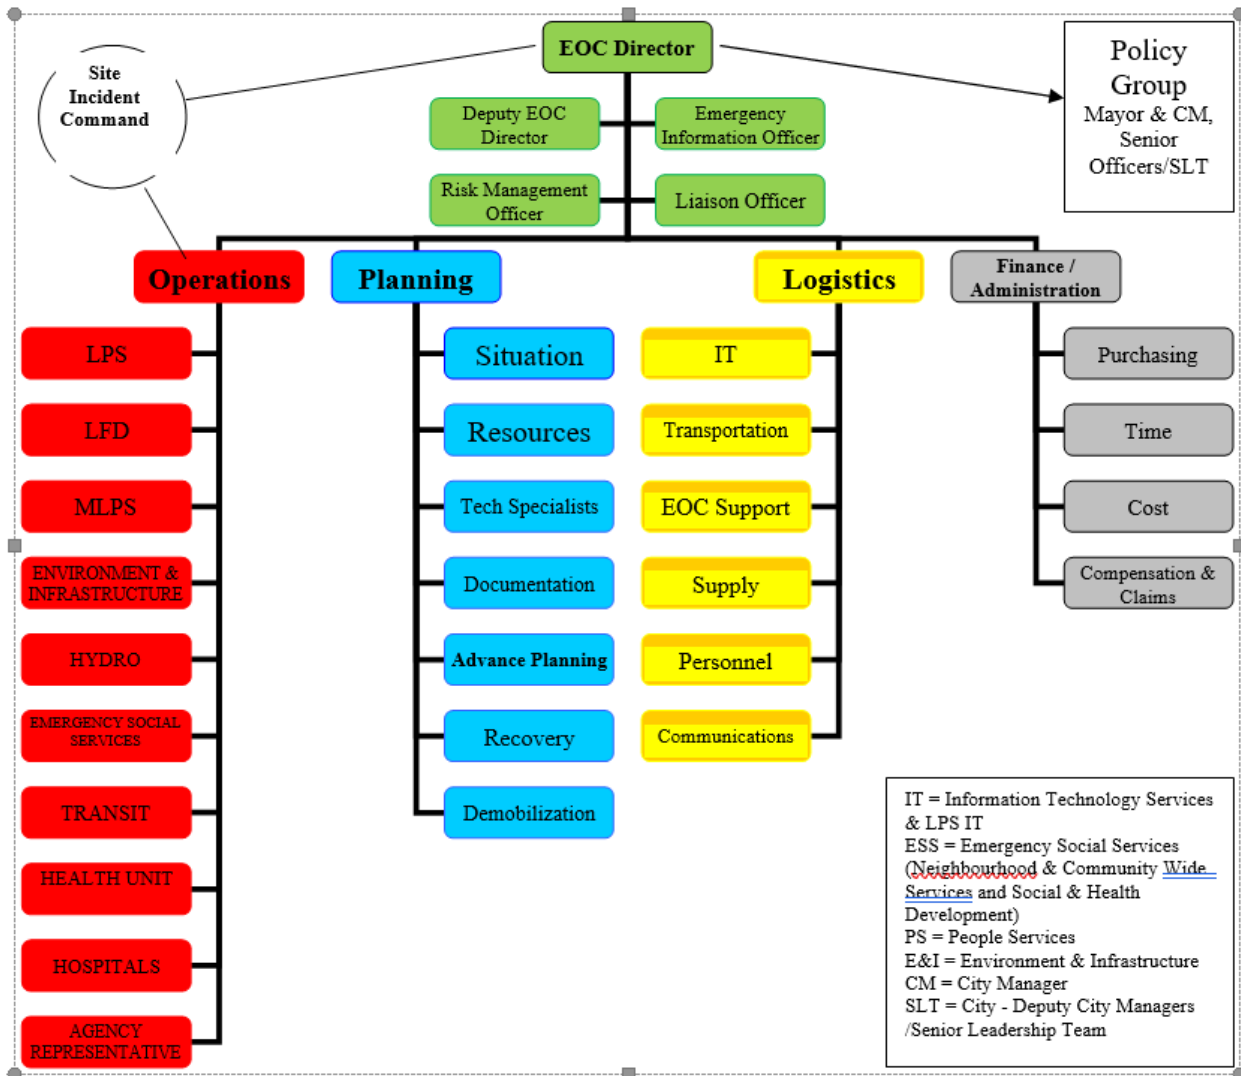 EOC Director
Site
Incident
Command
Policy
Group
Mayor & CM,
Senior
Officers/SLT
Deputy EOC
Director
Emergency
Information Officer
Risk Management
Officer
Liaison Officer
Operations
Planning
Logistics
Finance /
Administration
LPS
LFD
MLPS
ENVIRONMENT &
INFRASTRUCTURE
HYDRO
EMERGENCY SOCIAL
SERVICES
TRANSIT
HEALTH UNIT
HOSPITALS
AGENCY
REPRESENTATIVE
Situation
Resources
Tech Specialists
Documentation
Advance Planning
Recovery
Demobilization
IT
Transportation
EOC Support
Supply
Personnel
Communications
Purchasing
Time
Cost
Compensation &
Claims
IT = Information Technology Services
& LPS IT
ESS = Emergency Social Services
(Neighbourhood & Community Wide
Services and Social & Health
Development)
PS = People Services
E&I = Environment & Infrastructure
CM = City Manager
SLT = City - Deputy City Managers
/Senior Leadership Team